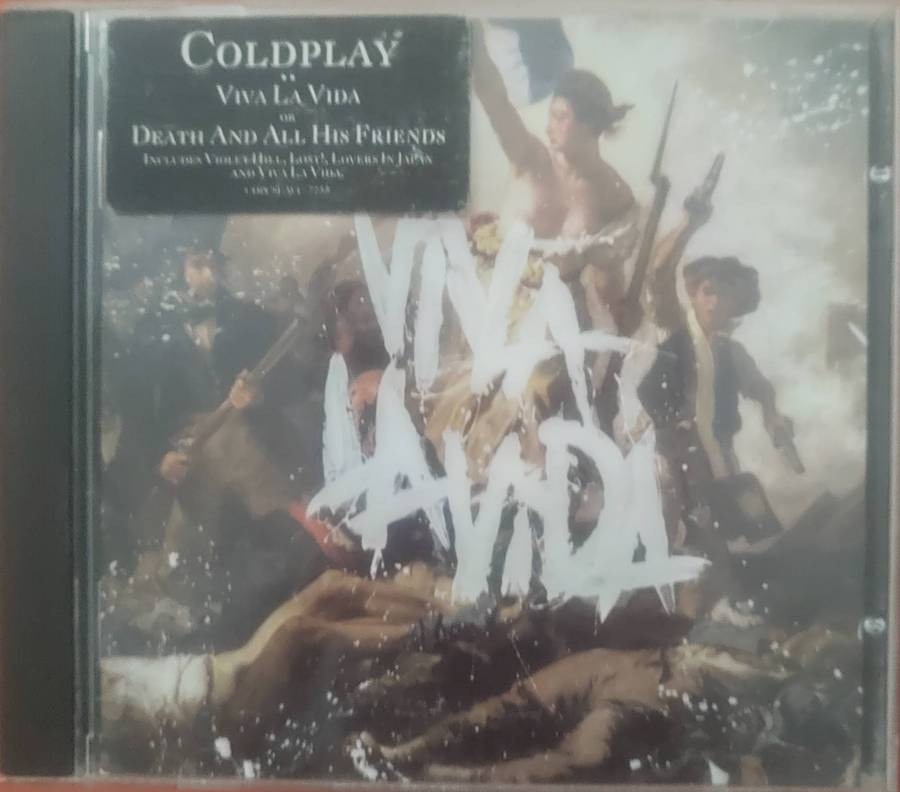 COLDPLAY
VIVA LA VIDA
OR
DEATH AND ALL HIS FRIENDS
INCLUDES VIOLET HILL, LOST!, LOVERS IN JAPAN
AND VIVA LA VIDA.
VIVA
LA VIDA